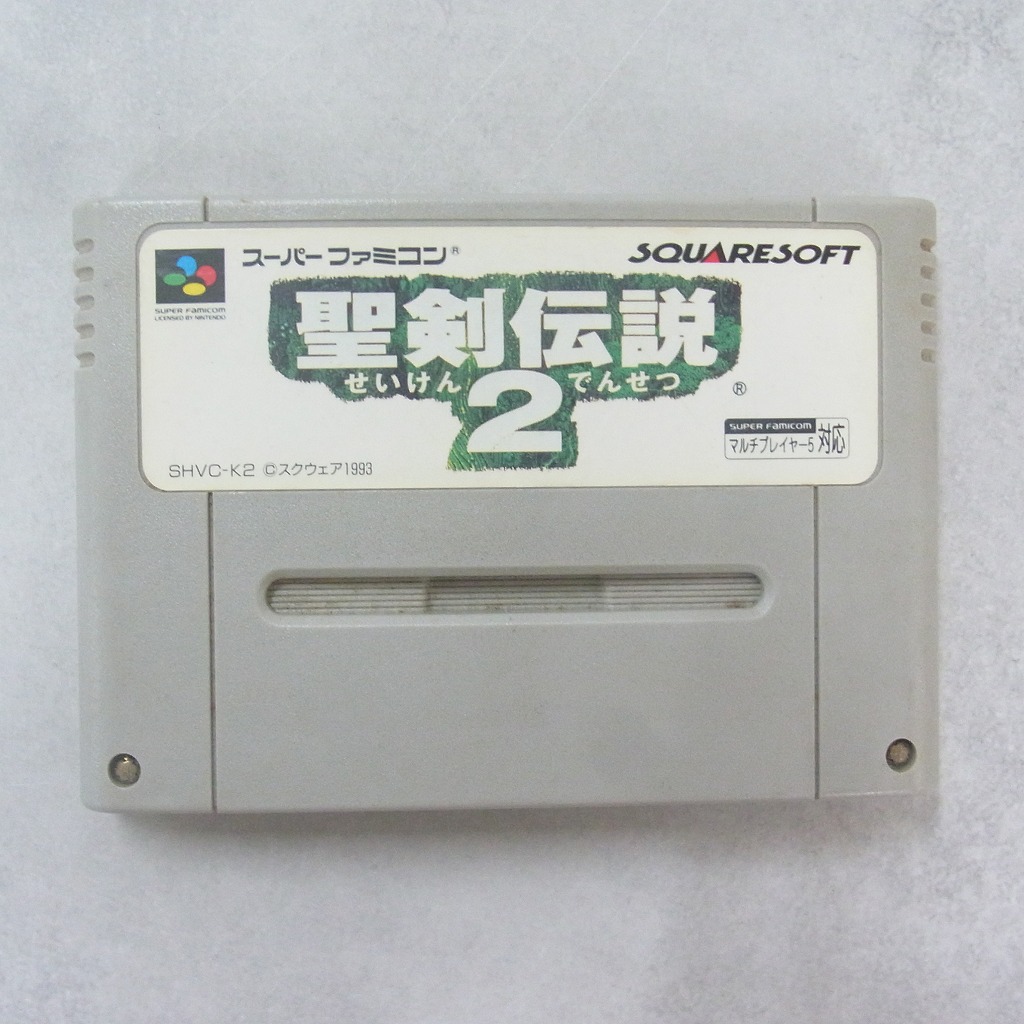 スーパーファミコン®
SQUARESOFT
SUPER FAMICOM
LICENSED BY NINTENDO
聖剣伝説
せいけん でんせつ
2
®
SUPER FAMICOM
マルチプレイヤー5 対応
SHVC-K2 ©スクウェア1993